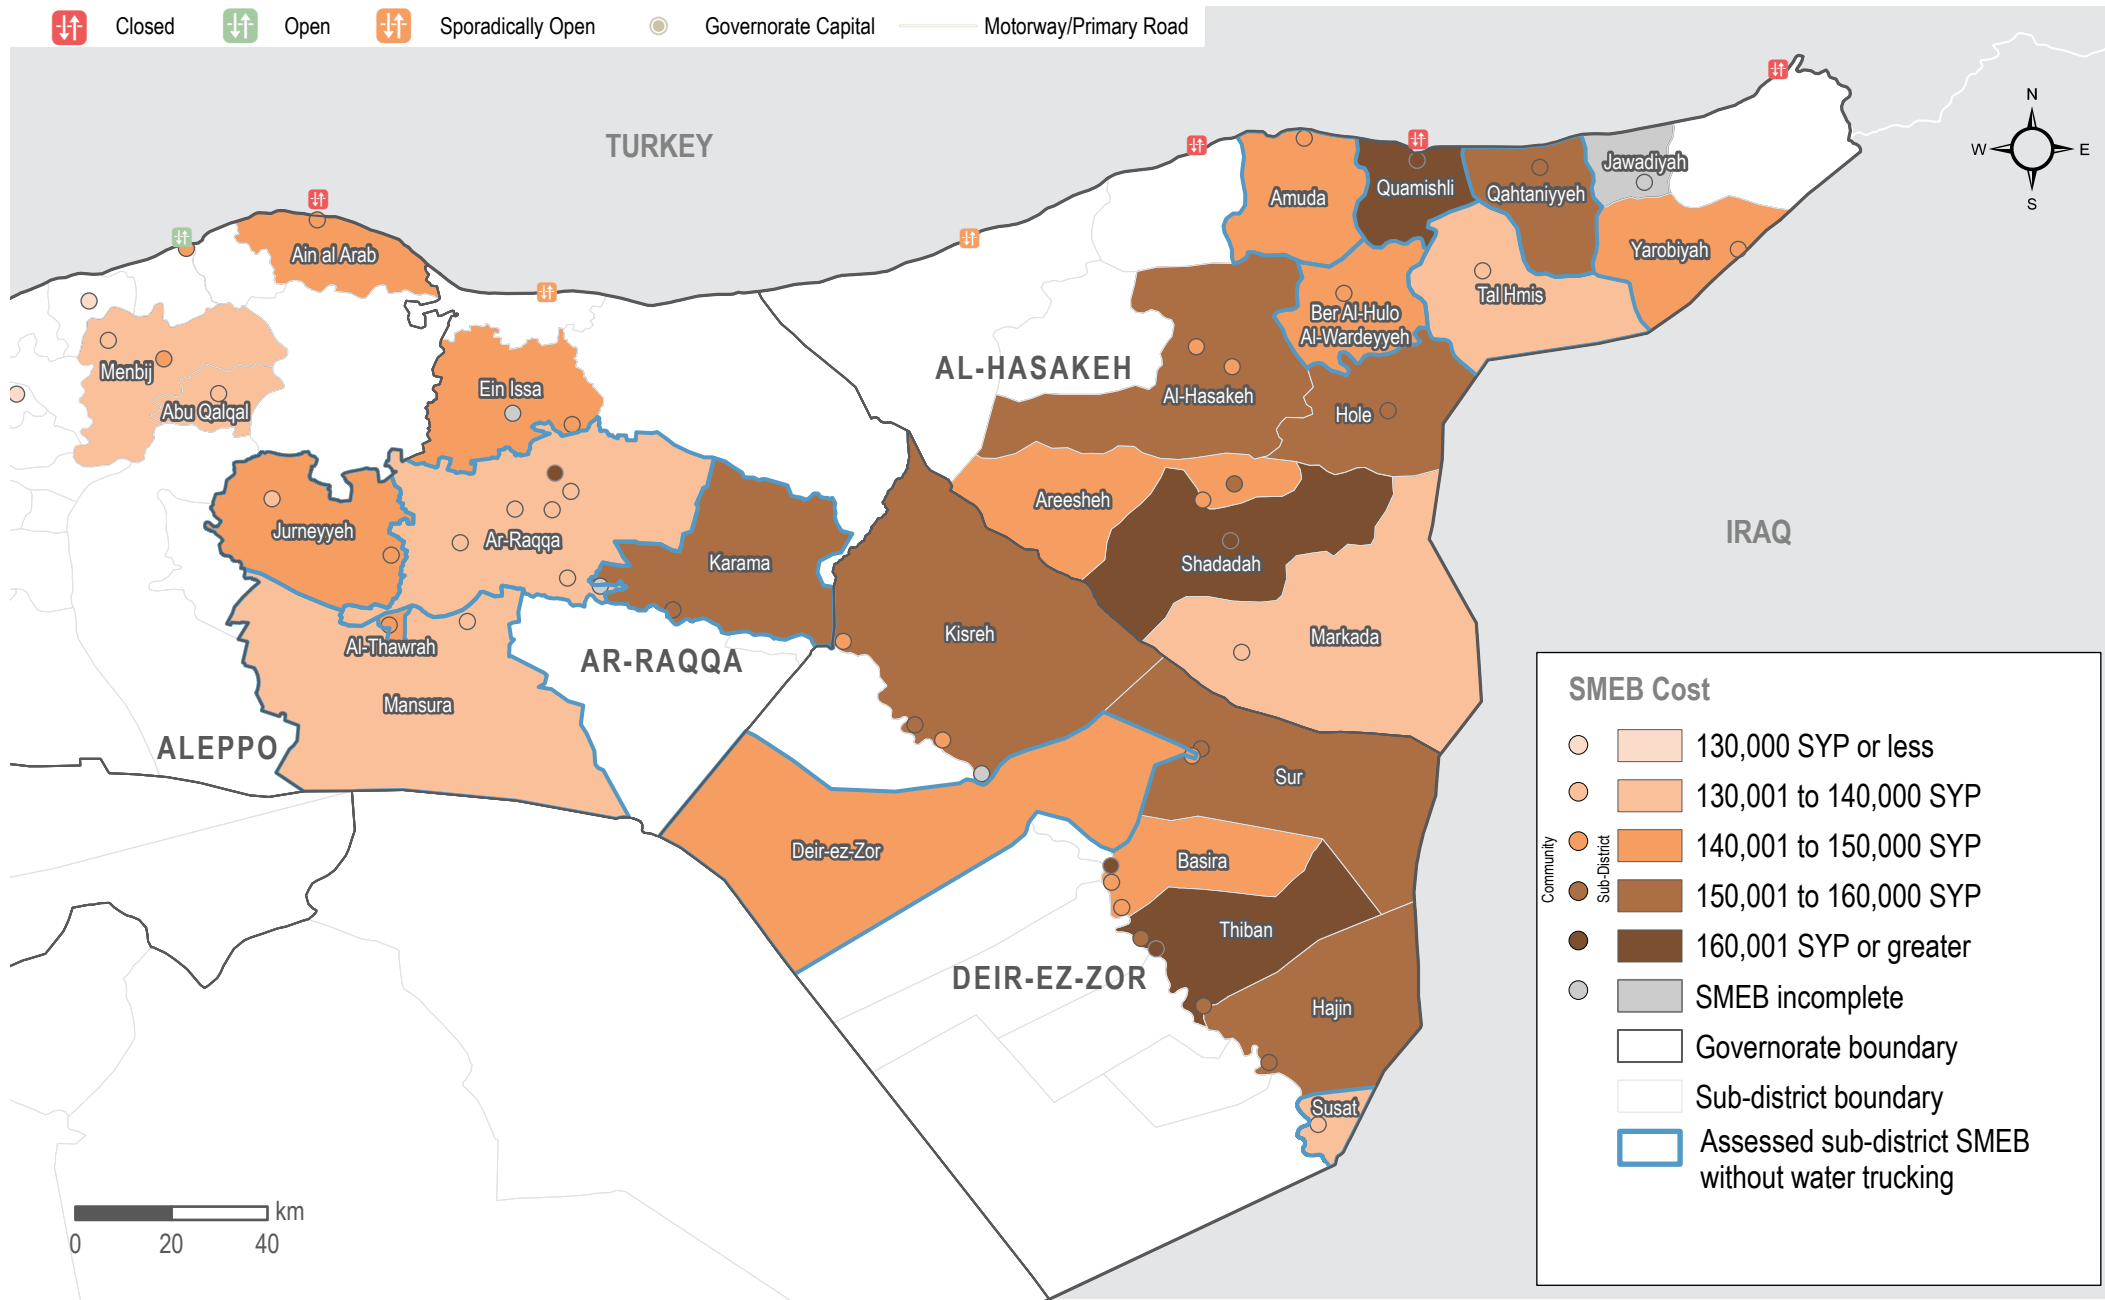 Closed
Open
Sporadically Open
Governorate Capital
Motorway/Primary Road
TURKEY
N
W
E
S
Jawadiyah
Quamishli
Qahtaniyyeh
Amuda
Ain al Arab
Yarobiyah
Tal Hmis
Ber Al-Hulo
Al-Wardeyyeh
AL-HASAKEH
Menbij
Ein Issa
Al-Hasakeh
Abu Qalqal
Hole
Areesheh
Jurneyyeh
Ar-Raqqa
IRAQ
Karama
Shadadah
Kisreh
Markada
Al-Thawrah
AR-RAQQA
Mansura
ALEPPO
Sur
Deir-ez-Zor
Basira
Thiban
DEIR-EZ-ZOR
Hajin
Susat
SMEB Cost
Community
Sub-District
130,000 SYP or less
130,001 to 140,000 SYP
140,001 to 150,000 SYP
150,001 to 160,000 SYP
160,001 SYP or greater
SMEB incomplete
Governorate boundary
Sub-district boundary
Assessed sub-district SMEB
without water trucking
km
0 20 40